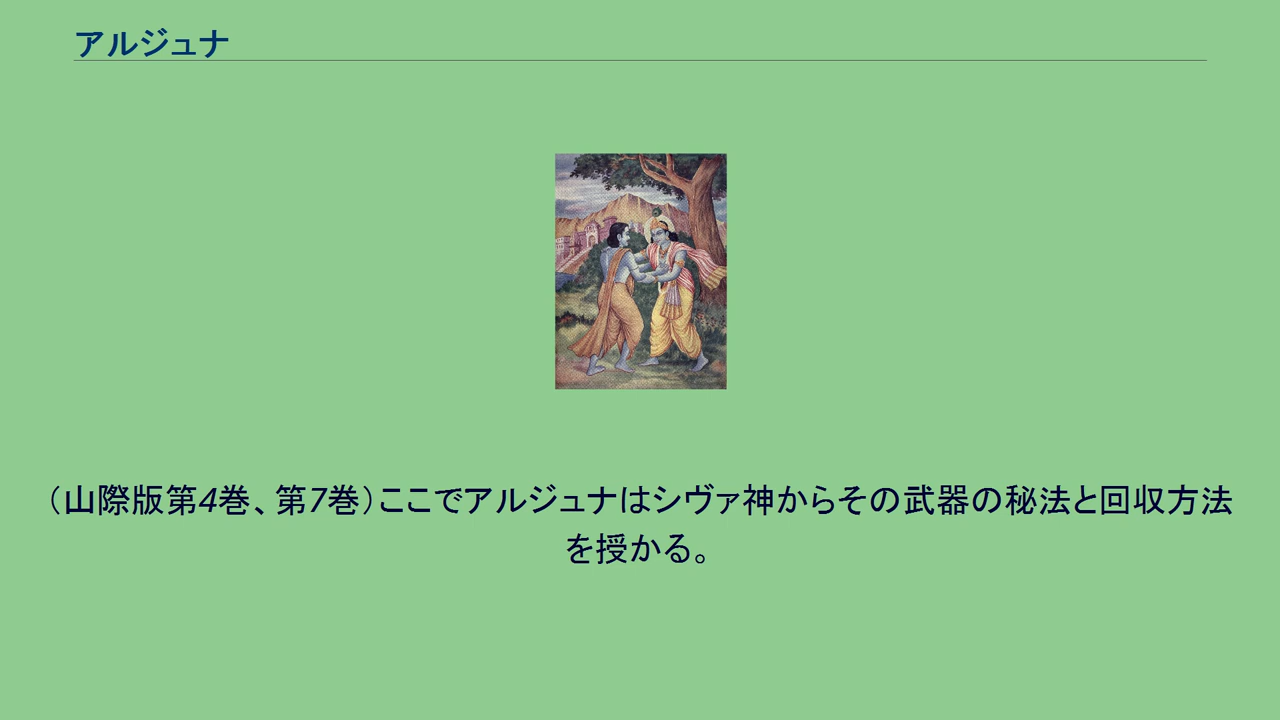 アルジュナ
（山際版第4巻、第7巻）ここでアルジュナはシヴァ神からその武器の秘法と回収方法
を授かる。